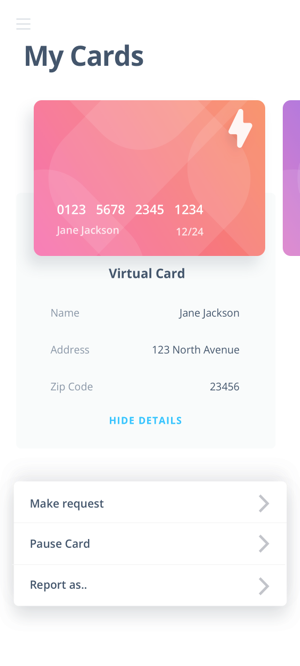 My Cards
0123 5678 2345 1234
Jane Jackson 12/24
Virtual Card
Name Jane Jackson
Address 123 North Avenue
Zip Code 23456
HIDE DETAILS
Make request
Pause Card
Report as..